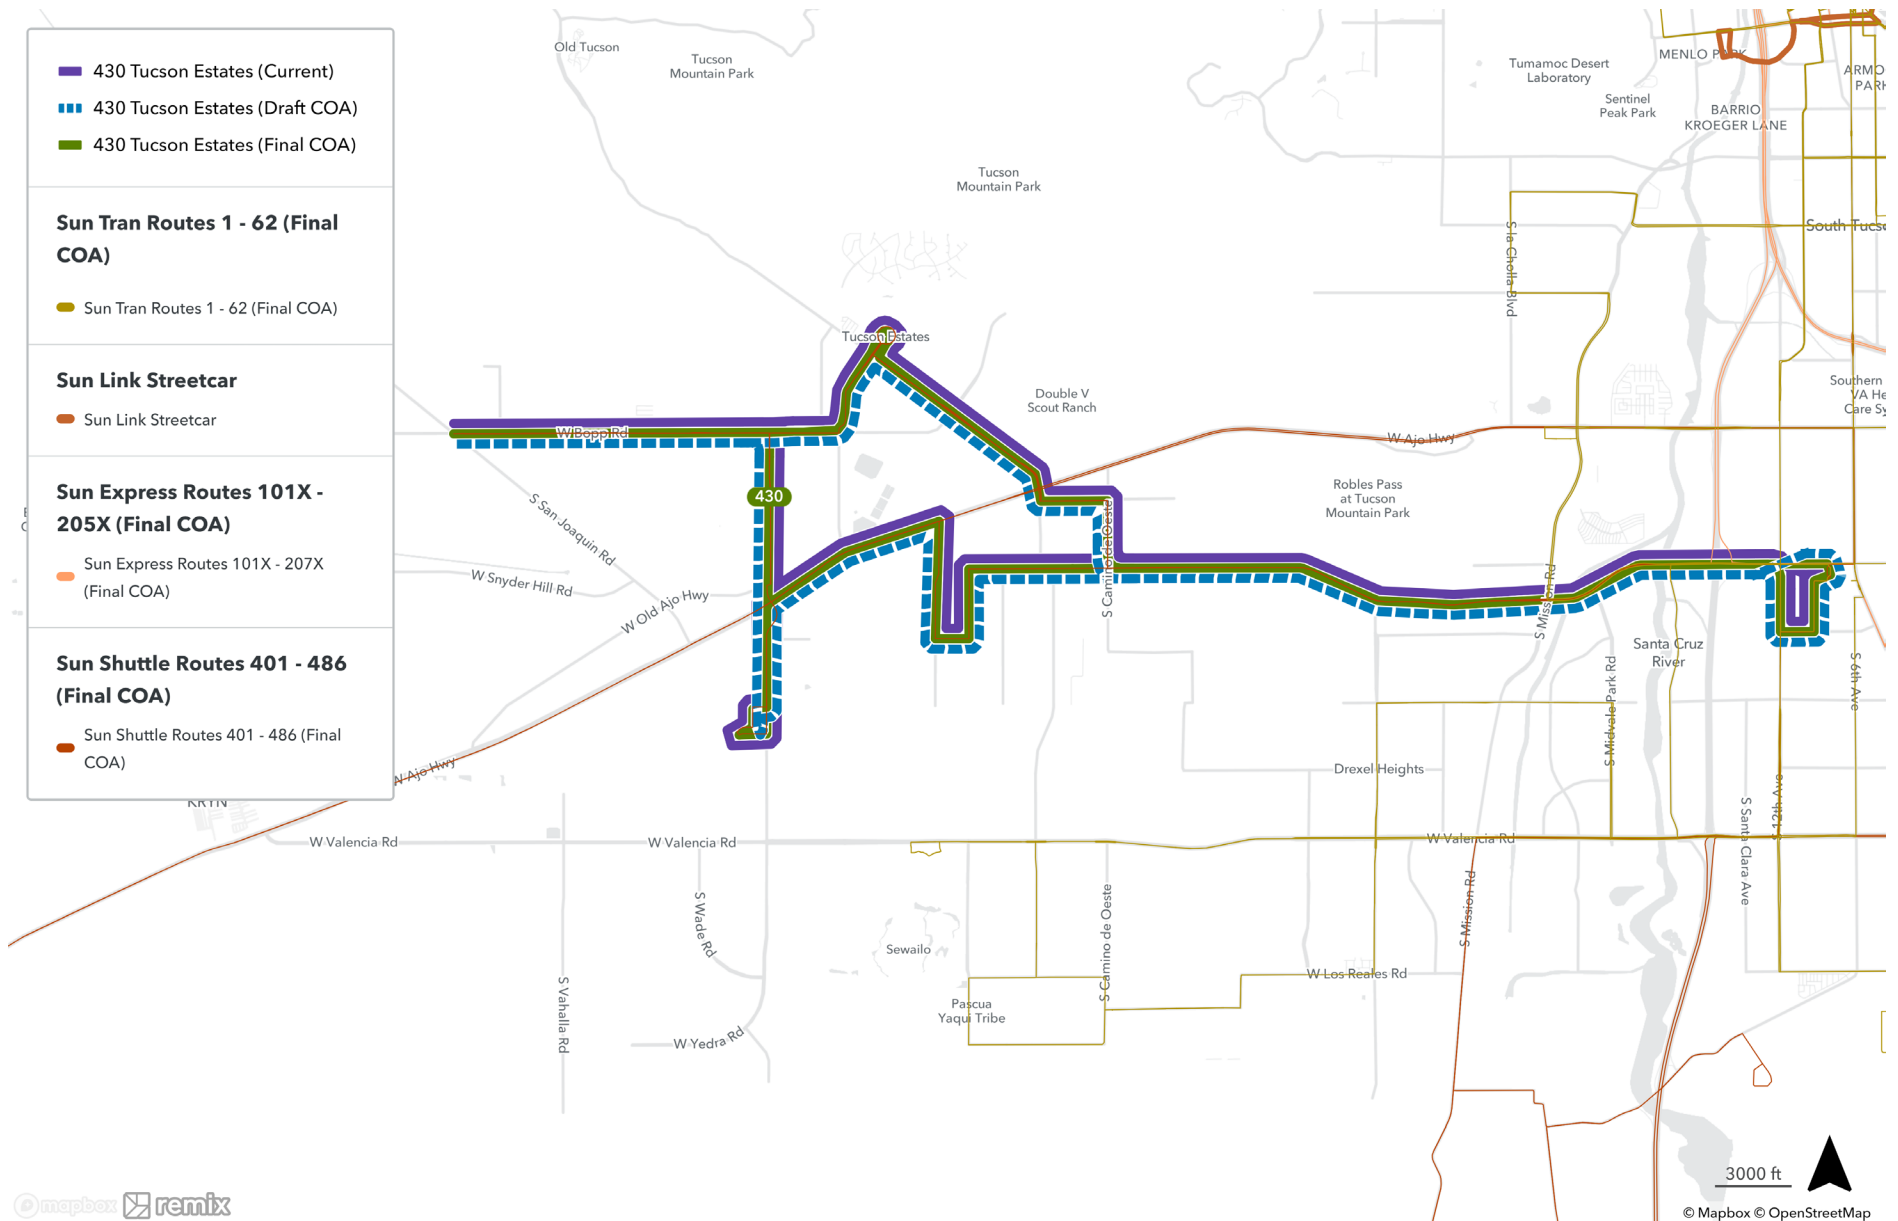 430 Tucson Estates (Current)
430 Tucson Estates (Draft COA)
430 Tucson Estates (Final COA)
Sun Tran Routes 1 - 62 (Final
COA)
Sun Tran Routes 1 - 62 (Final COA)
Sun Link Streetcar
Sun Link Streetcar
Sun Express Routes 101X -
205X (Final COA)
Sun Express Routes 101X - 207X
(Final COA)
Sun Shuttle Routes 401 - 486
(Final COA)
Sun Shuttle Routes 401 - 486 (Final
COA)
Old Tucson
Tucson
Mountain Park
Tucson
Mountain Park
Tumamoc Desert
Laboratory
Sentinel
Peak Park
MENLO PARK
ARMO
PARK
BARRIO
KROEGER LANE
South Tucs
S la Cholla Blvd
Tucson Estates
Double V
Scout Ranch
Southern
VA He
Care Sy
W Bopp Rd
W Ajo Hwy
430
Robles Pass
at Tucson
Mountain Park
S San Joaquin Rd
S Camino de Oeste
W Snyder Hill Rd
W Old Ajo Hwy
S Mission Rd
Santa Cruz
River
S Midvale Park Rd
S 6th Ave
W Ajo Hwy
Drexel Heights
KRYN
W Valencia Rd
W Valencia Rd
W Valencia Rd
S 12th Ave
S Santa Clara Ave
S Wade Rd
S Mission Rd
S Camino de Oeste
Sewailo
W Los Reales Rd
S Vahalla Rd
Pascua
Yaqui Tribe
W Yedra Rd
3000 ft
mapbox
remix
© Mapbox © OpenStreetMap